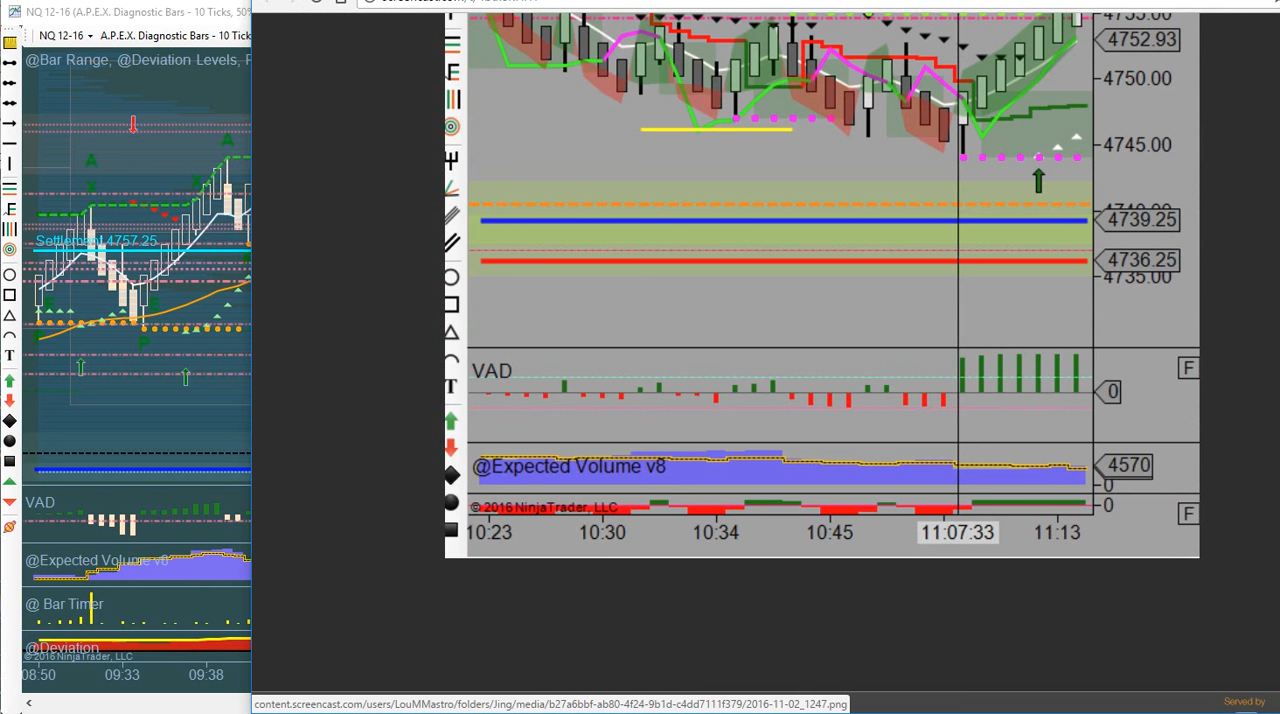 NQ 12-16 (A.P.E.X. Diagnostic Bars - 10 Ticks, 50%
NQ 12-16
A.P.E.X. Diagnostic Bars - 10 Tick
@Bar Range, @Deviation Levels,
A
A
X
X
Settlement 4757.25
P
VAD
@Expected Volume v8
@ Bar Timer
@Deviation
© 2016 NinjaTrader, LLC
08:50
09:33
09:38
E
T
E
T
4755.00
4752.93
4750.00
4745.00
4740.00
4739.25
4736.25
4735.00
VAD
F
0
@Expected Volume v8
4570
0
© 2016 NinjaTrader, LLC
0
F
10:23
10:30
10:34
10:45
11:07:33
11:13
content.screencast.com/users/LouMMastro/folders/Jing/media/b27a6bbf-ab80-4f24-9b1d-c4dd7111f379/2016-11-02_1247.png
Served by